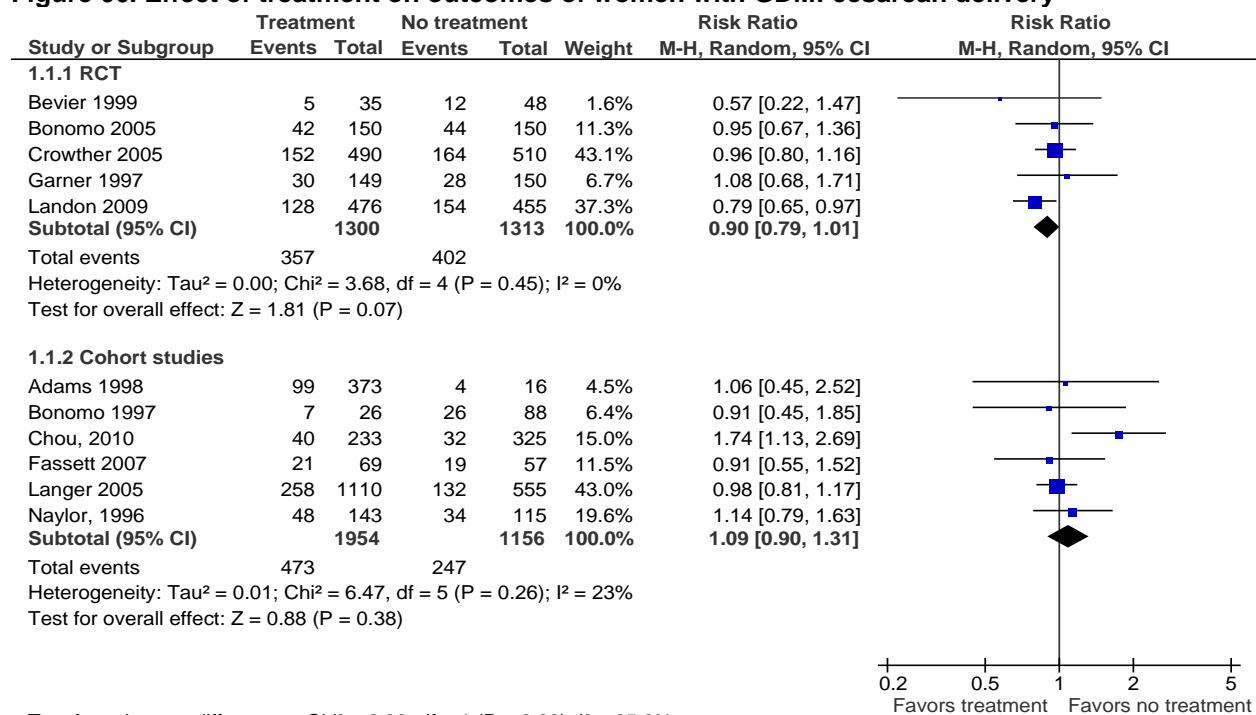 Treatment No treatment Risk Ratio Risk Ratio
Study or Subgroup Events Total Events Total Weight M-H, Random, 95% CI M-H, Random, 95% CI
1.1.1 RCT
Bevier 1999 5 35 12 48 1.6% 0.57 [0.22, 1.47]
Bonomo 2005 42 150 44 150 11.3% 0.95 [0.67, 1.36]
Crowther 2005 152 490 164 510 43.1% 0.96 [0.80, 1.16]
Garner 1997 30 149 28 150 6.7% 1.08 [0.68, 1.71]
Landon 2009 128 476 154 455 37.3% 0.79 [0.65, 0.97]
Subtotal (95% CI) 1300 1313 100.0% 0.90 [0.79, 1.01]
Total events 357 402
Heterogeneity: Tau² = 0.00; Chi² = 3.68, df = 4 (P = 0.45); I² = 0%
Test for overall effect: Z = 1.81 (P = 0.07)
1.1.2 Cohort studies
Adams 1998 99 373 4 16 4.5% 1.06 [0.45, 2.52]
Bonomo 1997 7 26 26 88 6.4% 0.91 [0.45, 1.85]
Chou, 2010 40 233 32 325 15.0% 1.74 [1.13, 2.69]
Fassett 2007 21 69 19 57 11.5% 0.91 [0.55, 1.52]
Langer 2005 258 1110 132 555 43.0% 0.98 [0.81, 1.17]
Naylor, 1996 48 143 34 115 19.6% 1.14 [0.79, 1.63]
Subtotal (95% CI) 1954 1156 100.0% 1.09 [0.90, 1.31]
Total events 473 247
Heterogeneity: Tau² = 0.01; Chi² = 6.47, df = 5 (P = 0.26); I² = 23%
Test for overall effect: Z = 0.88 (P = 0.38)
0.2 0.5 1 2 5
Favors treatment Favors no treatment